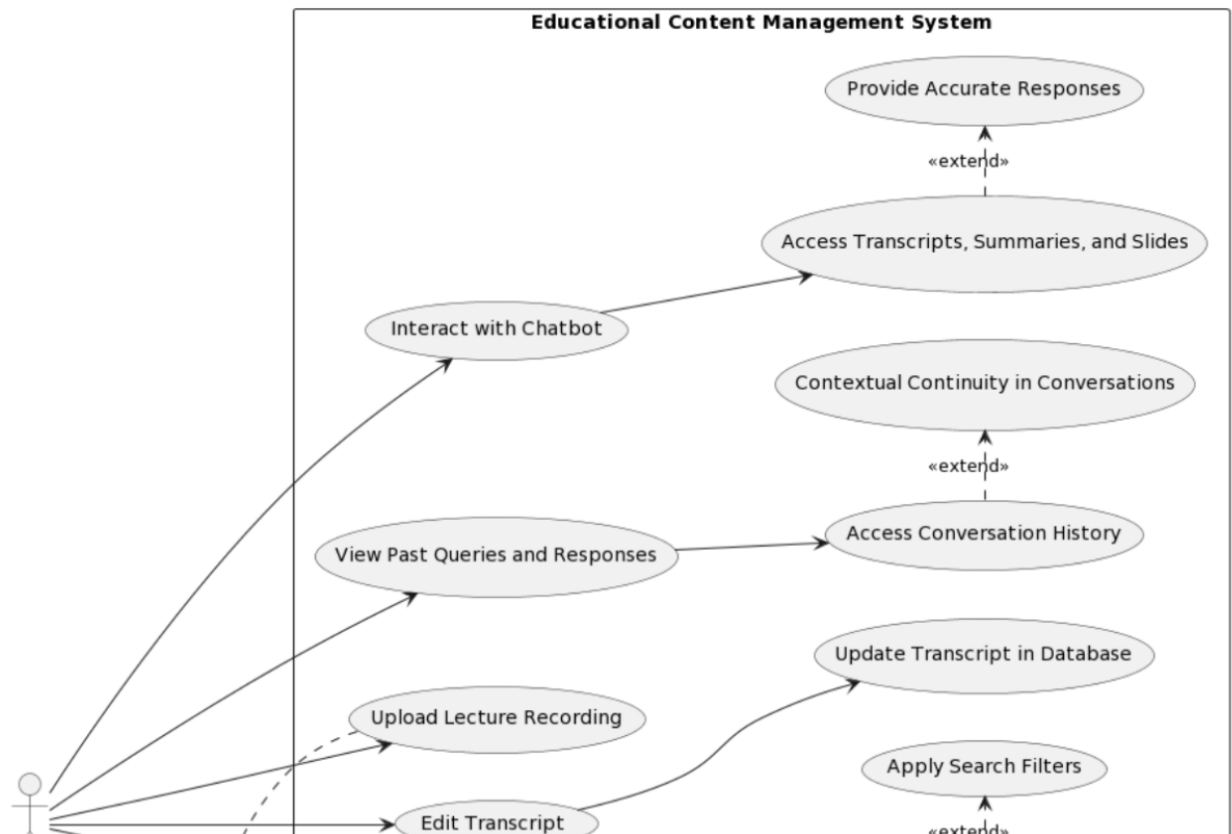 Educational Content Management System
Provide Accurate Responses
«extend»
Access Transcripts, Summaries, and Slides
Interact with Chatbot
Contextual Continuity in Conversations
«extend»
Access Conversation History
View Past Queries and Responses
Update Transcript in Database
Upload Lecture Recording
Apply Search Filters
Edit Transcript
«extend»